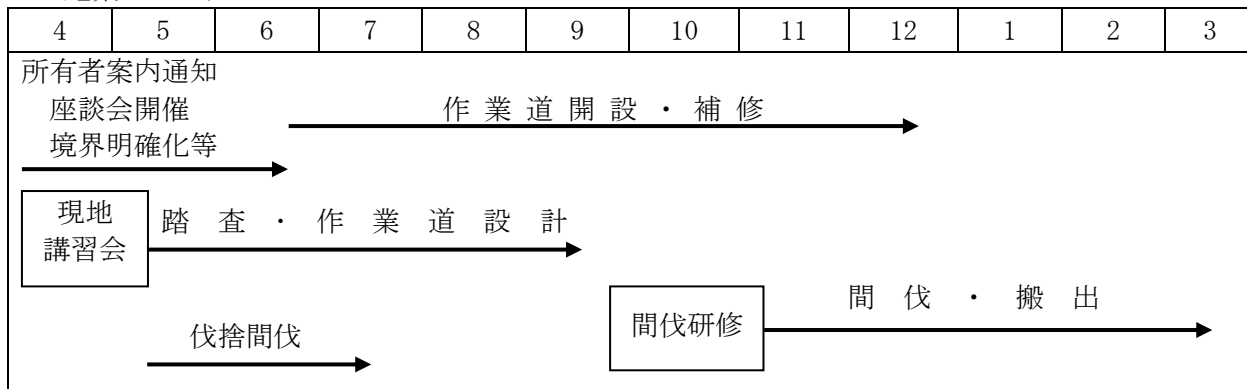 4 5 6 7 8 9 10 11 12 1 2 3
所有者案内通知
座談会開催
境界明確化等
作業道開設・補修
現地
講習会
踏査・作業道設計
間伐・搬出
間伐研修
伐捨間伐